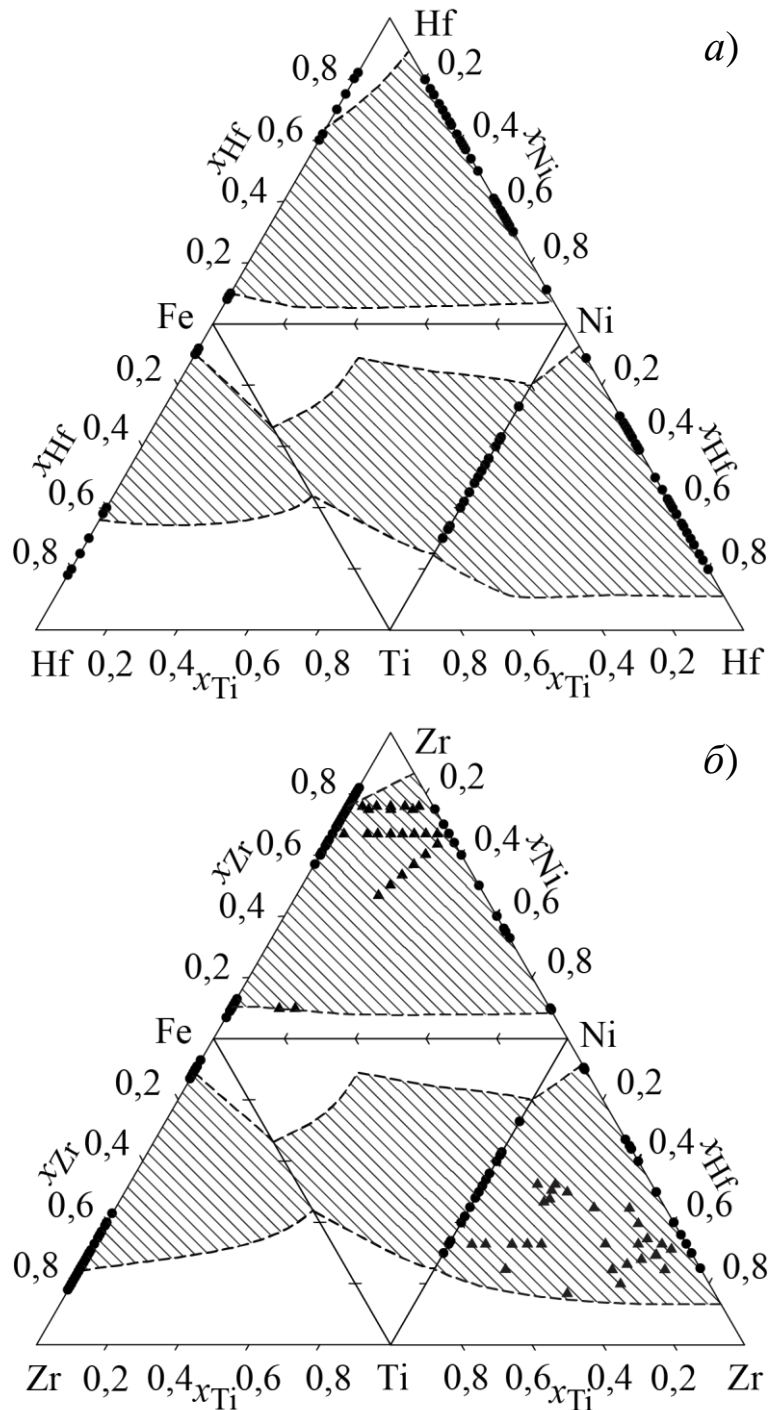 Hf
а)
0,8 0,2
0,6 0,4
xHf xNi
0,4 0,6
0,2 0,8
Fe Ni
0,2 0,2
0,4 0,4
xHf xHf
0,6 0,6
0,8 0,8
Hf 0,2 0,4 0,6 0,8 Ti 0,8 0,6 0,4 0,2 Hf
xTi xTi
Zr
б)
0,8 0,2
0,6 0,4
xZr xNi
0,4 0,6
0,2 0,8
Fe Ni
0,2 0,2
0,4 0,4
xZr xHf
0,6 0,6
0,8 0,8
Zr 0,2 0,4 0,6 0,8 Ti 0,8 0,6 0,4 0,2 Zr
xTi xTi